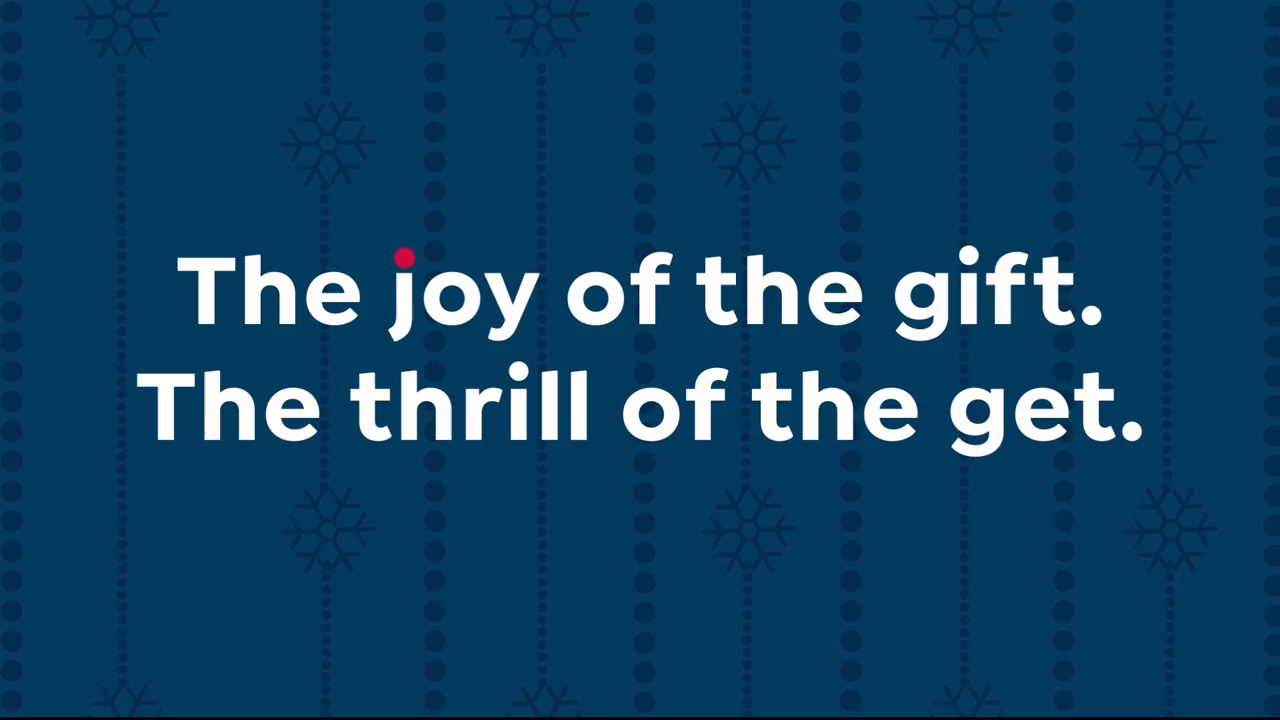 The joy of the gift.
The thrill of the get.